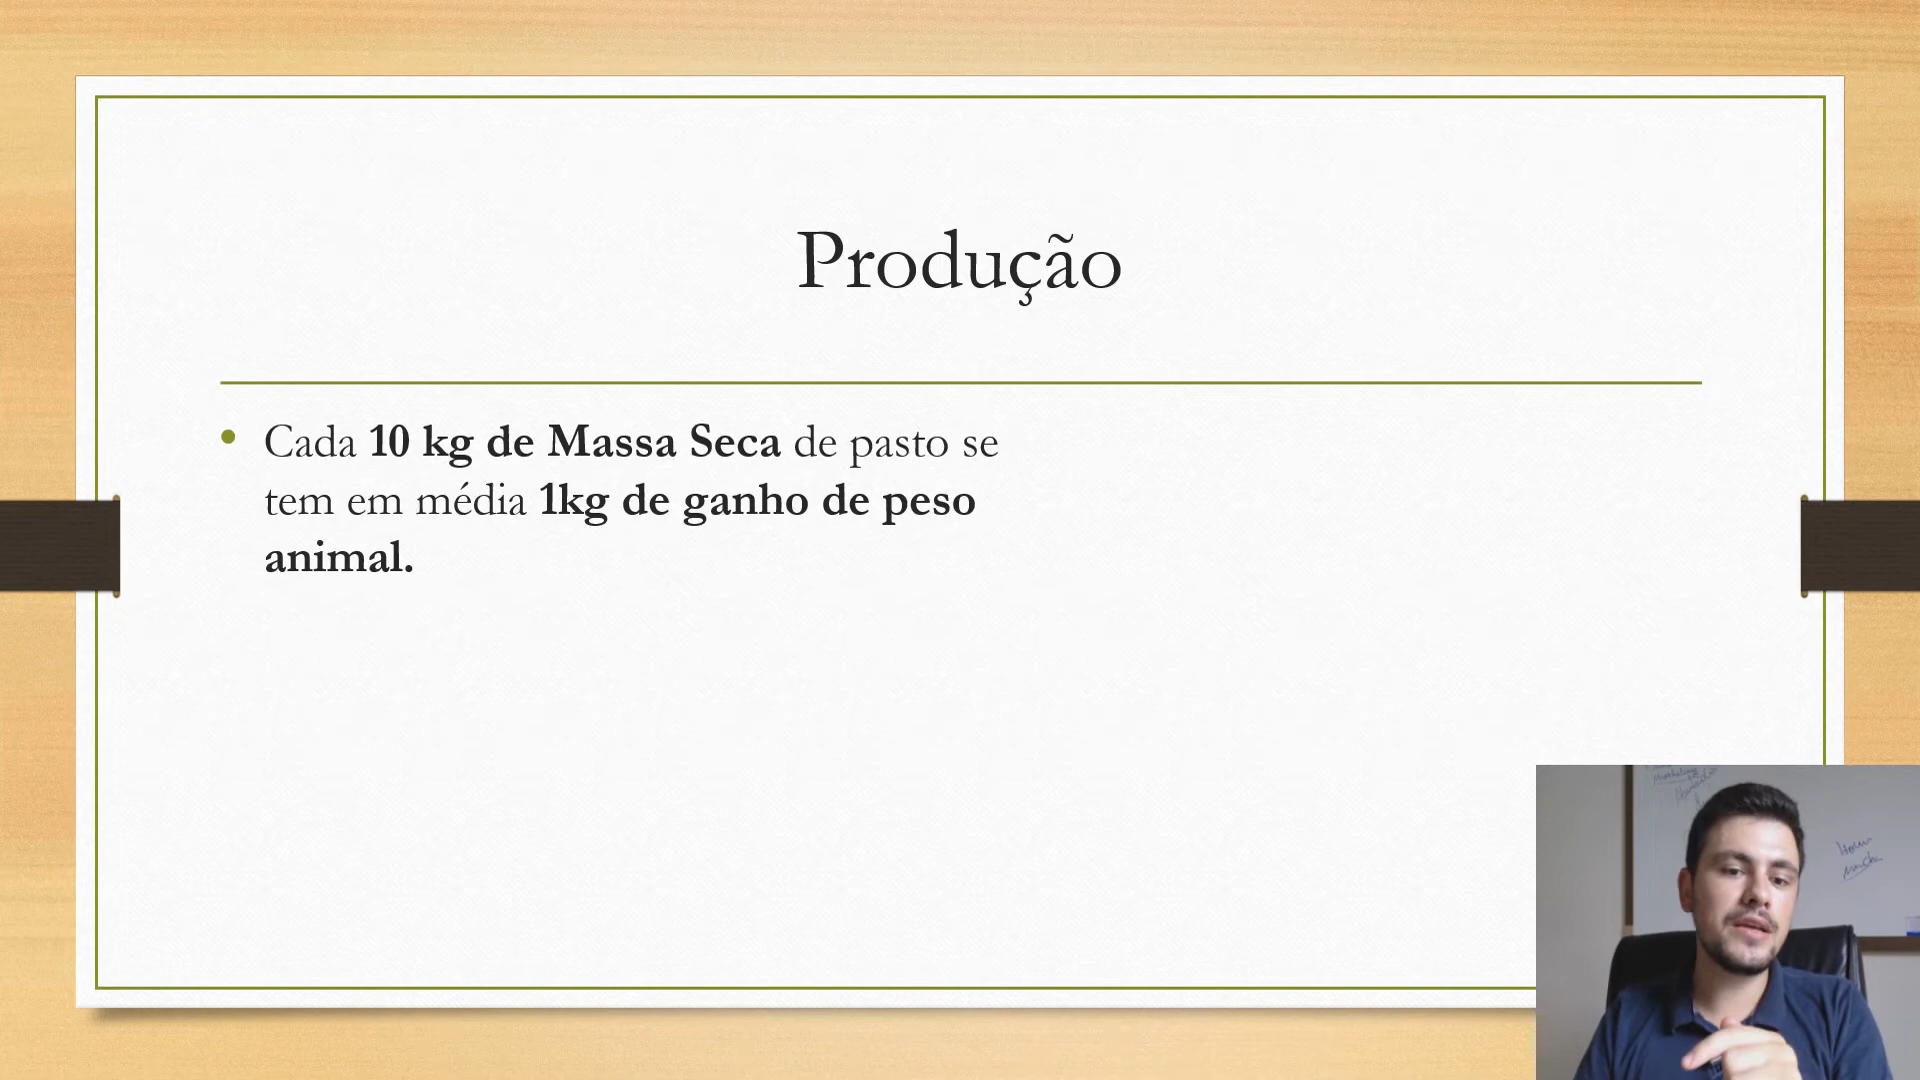 Produção
• Cada 10 kg de Massa Seca de pasto se
tem em média 1kg de ganho de peso
animal.